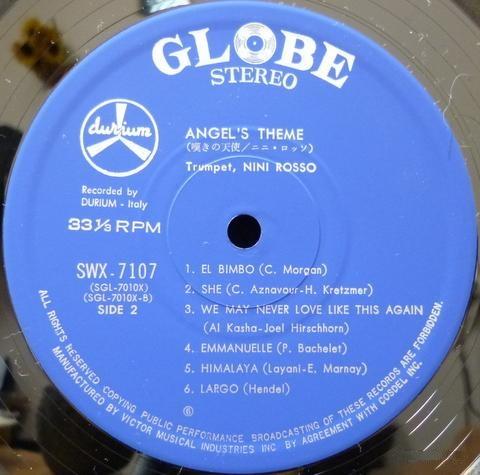 GLOBE
STEREO
durium
ANGEL'S THEME
(嘆きの天使/ニニ・ロッソ)
Trumpet, NINI ROSSO
Recorded by
DURIUM - Italy
33⅓ RPM
SWX-7107
(SGL-7010X)
(SGL-7010X-B)
SIDE 2
1. EL BIMBO (C. Morgan)
2. SHE (C. Aznavour-H. Kretzmer)
3. WE MAY NEVER LOVE LIKE THIS AGAIN
(Al Kasha-Joel Hirschhorn)
4. EMMANUELLE (P. Bachelet)
5. HIMALAYA (Layani-E. Marnay)
6. LARGO (Hendel)
Ⓔ
ALL RIGHTS RESERVED COPYING PUBLIC PERFORMANCE BROADCASTING OF THESE RECORDS ARE FORBIDDEN.
MANUFACTURED BY VICTOR MUSICAL INDUSTRIES INC BY AGREEMENT WITH COSDEL INC.